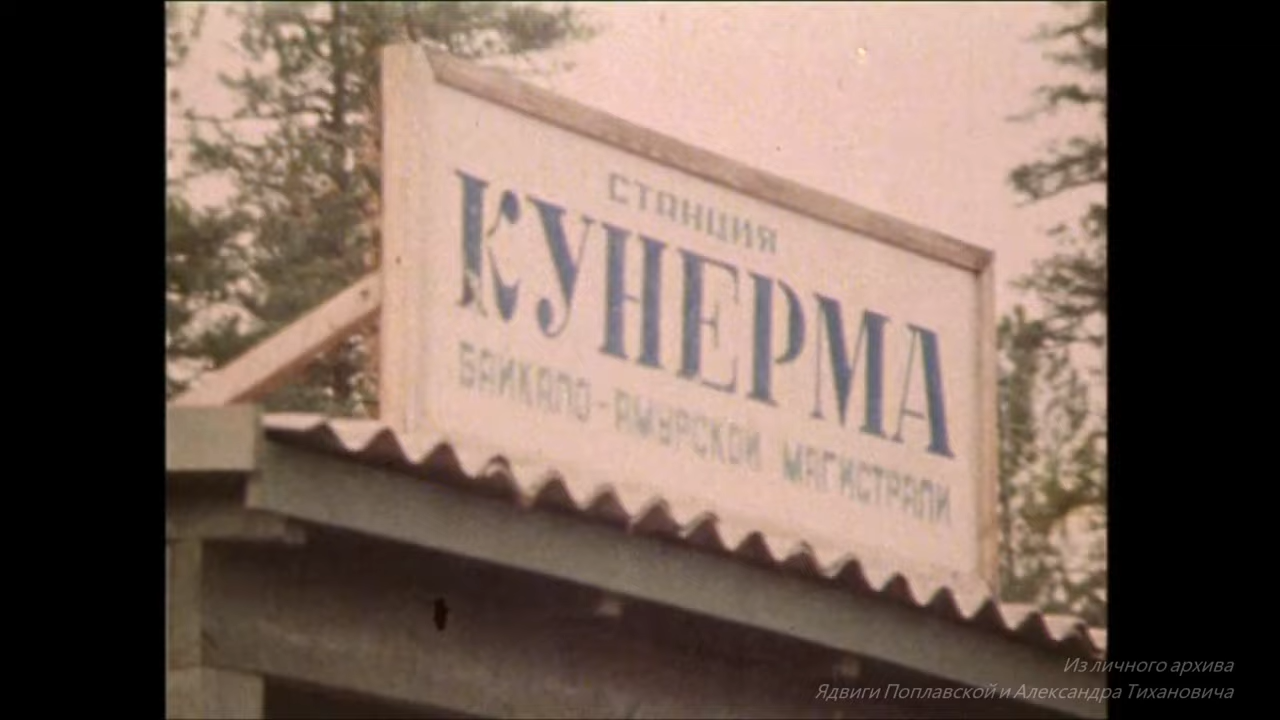 СТАНЦИЯ
КУНЕРМА
БАЙКАЛО-АМУРСКОЙ МАГИСТРАЛИ
Из личного архива
Ядвиги Поплавской и Александра Тихановича